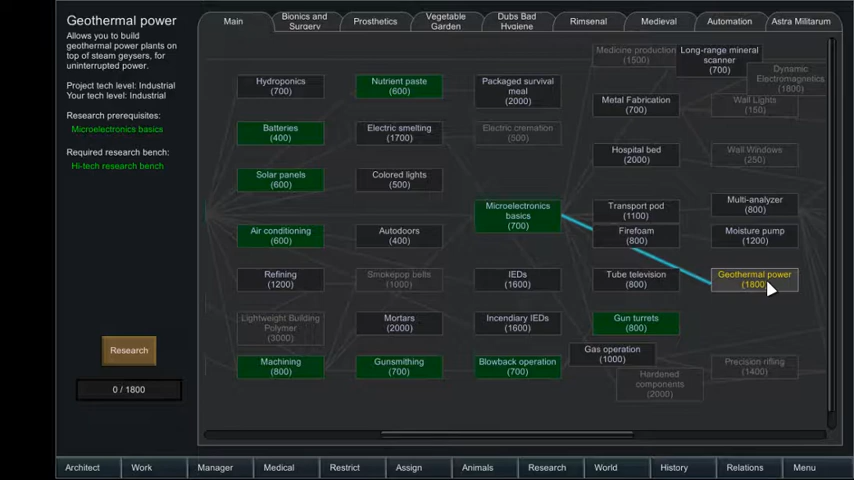 Geothermal power
Allows you to build
geothermal power plants on
top of steam geysers, for
uninterrupted power.
Project tech level: Industrial
Your tech level: Industrial
Research prerequisites:
Microelectronics basics
Required research bench:
Hi-tech research bench
Research
0 / 1800
Main
Bionics and
Surgery
Prosthetics
Vegetable
Garden
Dubs Bad
Hygiene
Rimsenal
Medieval
Automation
Astra Militarum
Medicine production
(1500)
Long-range mineral
scanner
(700)
Dynamic
Electromagnetics
(1800)
Hydroponics
(700)
Nutrient paste
(600)
Packaged survival
meal
(2000)
Metal Fabrication
(700)
Wall Lights
(150)
Batteries
(400)
Electric smelting
(1700)
Electric cremation
(500)
Hospital bed
(2000)
Wall Windows
(250)
Solar panels
(600)
Colored lights
(500)
Microelectronics
basics
(700)
Transport pod
(1100)
Multi-analyzer
(800)
Air conditioning
(600)
Autodoors
(400)
Firefoam
(800)
Moisture pump
(1200)
Refining
(1200)
Smokepop belts
(1000)
IEDs
(1600)
Tube television
(800)
Geothermal power
(1800)
Lightweight Building
Polymer
(3000)
Mortars
(2000)
Incendiary IEDs
(1600)
Gun turrets
(800)
Machining
(800)
Gunsmithing
(700)
Blowback operation
(700)
Gas operation
(1000)
Hardened
components
(2000)
Precision rifling
(1400)
Architect
Work
Manager
Medical
Restrict
Assign
Animals
Research
World
History
Relations
Menu